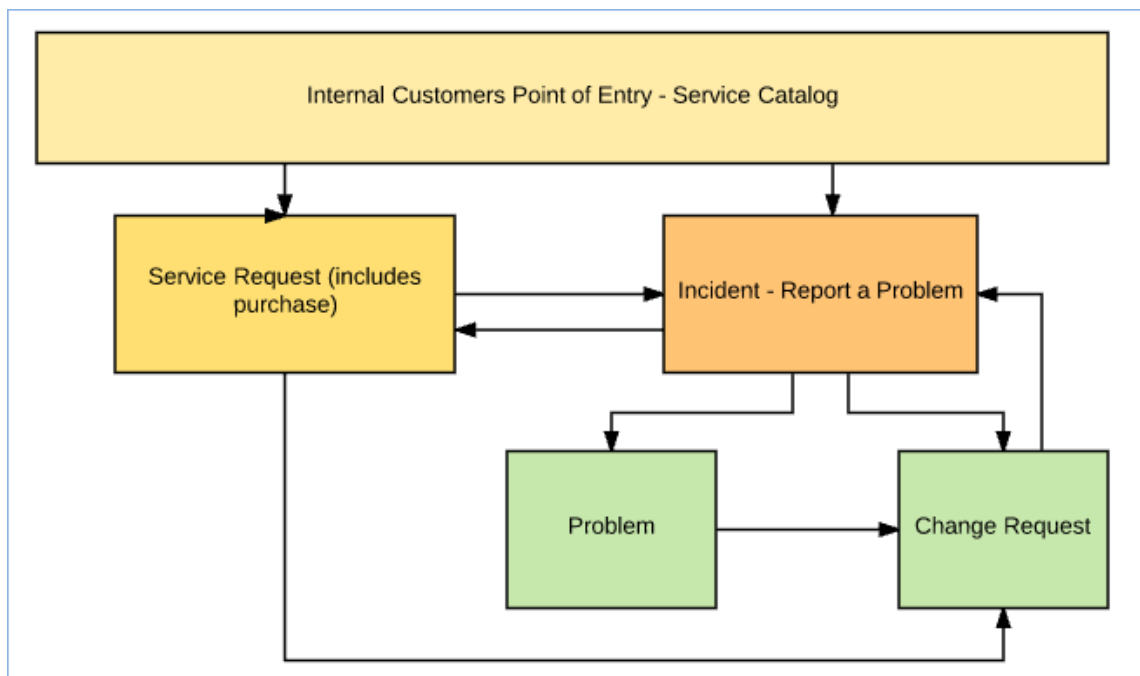 Internal Customers Point of Entry - Service Catalog
Service Request (includes
purchase)
Incident - Report a Problem
Problem
Change Request